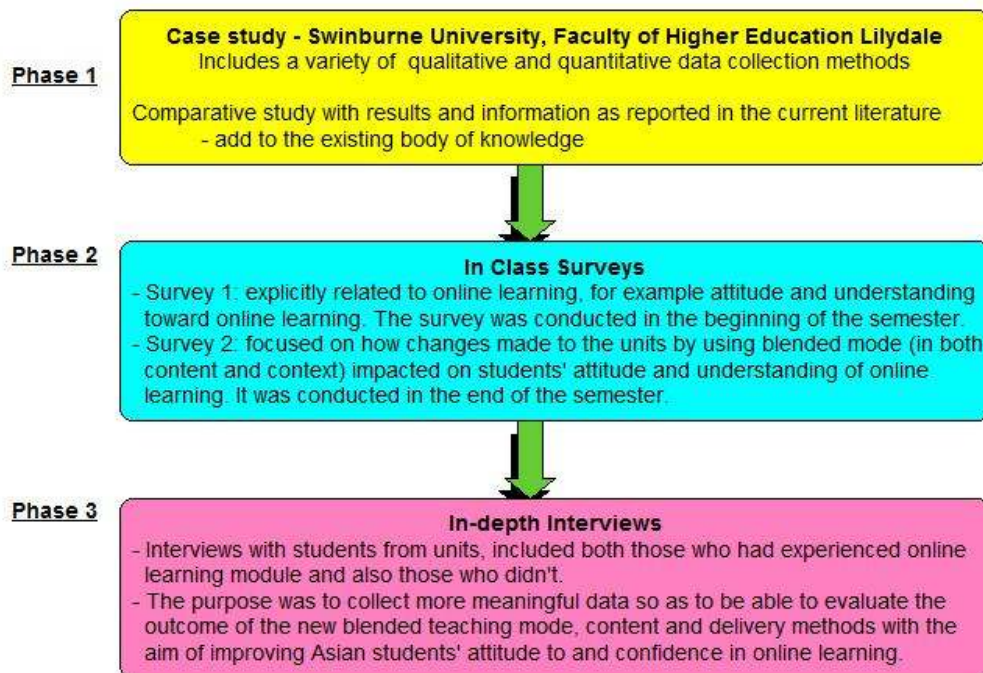 Phase 1
Case study - Swinburne University, Faculty of Higher Education Lilydale
Includes a variety of qualitative and quantitative data collection methods
Comparative study with results and information as reported in the current literature
- add to the existing body of knowledge
Phase 2
In Class Surveys
- Survey 1: explicitly related to online learning, for example attitude and understanding
toward online learning. The survey was conducted in the beginning of the semester.
- Survey 2: focused on how changes made to the units by using blended mode (in both
content and context) impacted on students' attitude and understanding of online
learning. It was conducted in the end of the semester.
Phase 3
In-depth Interviews
- Interviews with students from units, included both those who had experienced online
learning module and also those who didn't.
- The purpose was to collect more meaningful data so as to be able to evaluate the
outcome of the new blended teaching mode, content and delivery methods with the
aim of improving Asian students' attitude to and confidence in online learning.